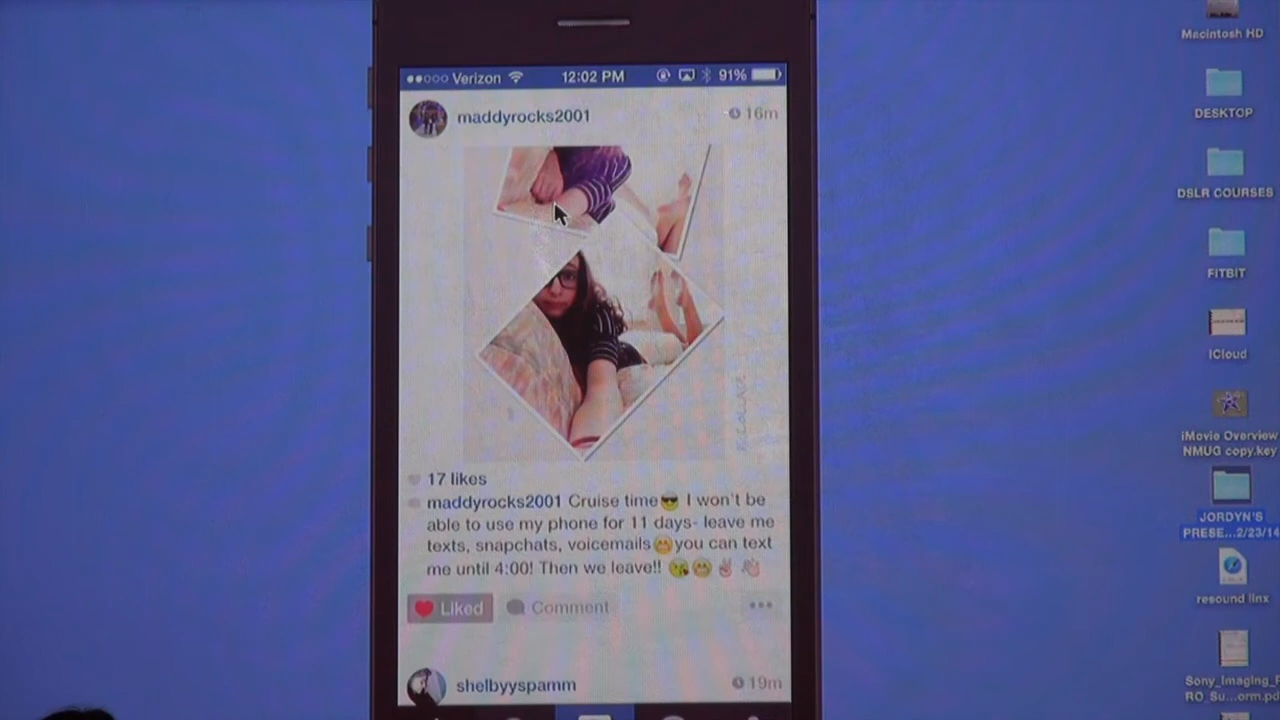 Verizon 12:02 PM 91%
maddyrocks2001 16m
17 likes
maddyrocks2001 Cruise time😎 I won't be
able to use my phone for 11 days- leave me
texts, snapchats, voicemails😁you can text
me until 4:00! Then we leave!! 😘😁✌👋
Liked Comment •••
shelbyyspamm 19m
Macintosh HD
DESKTOP
DSLR COURSES
FITBIT
iCloud
iMovie Overview
NMUG copy.key
JORDYN'S
PRESE...2/23/14
resound linx
Sony_Imaging_P
RO_Su...orm.pd